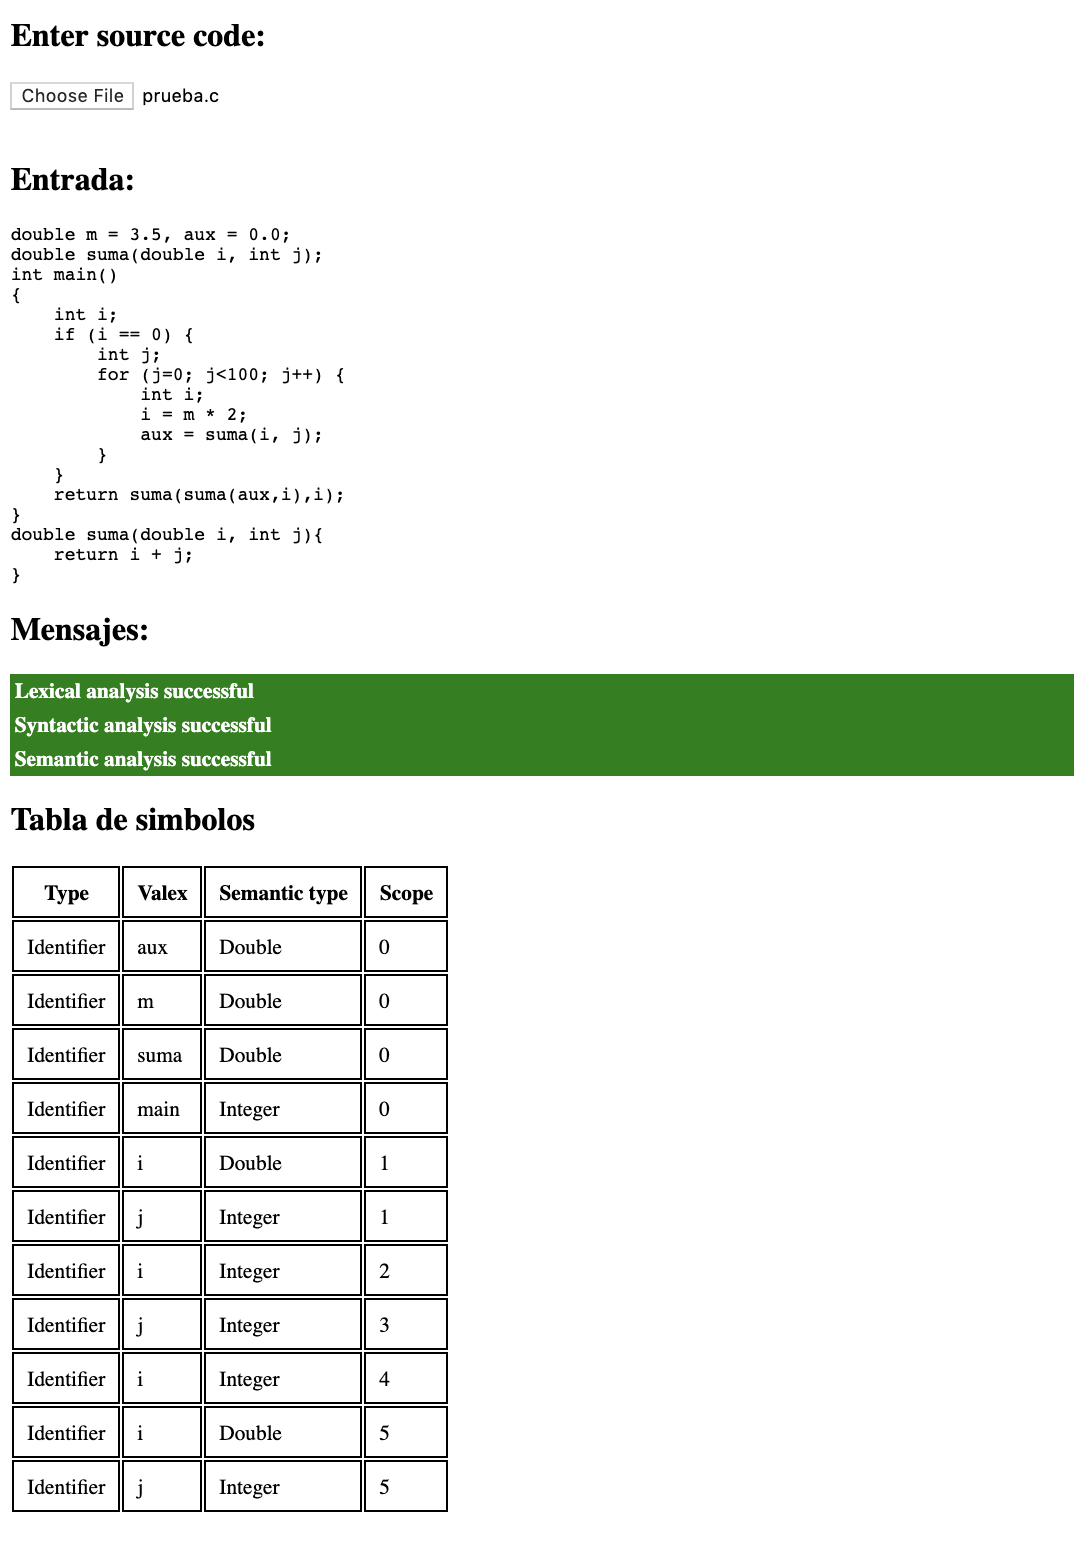 Enter source code:
Choose File prueba.c
Entrada:
double m = 3.5, aux = 0.0;
double suma(double i, int j);
int main()
{
    int i;
    if (i == 0) {
        int j;
        for (j=0; j<100; j++) {
            int i;
            i = m * 2;
            aux = suma(i, j);
        }
    }
    return suma(suma(aux,i),i);
}
double suma(double i, int j){
    return i + j;
}
Mensajes:
Lexical analysis successful
Syntactic analysis successful
Semantic analysis successful
Tabla de simbolos
Type Valex Semantic type Scope
Identifier aux Double 0
Identifier m Double 0
Identifier suma Double 0
Identifier main Integer 0
Identifier i Double 1
Identifier j Integer 1
Identifier i Integer 2
Identifier j Integer 3
Identifier i Integer 4
Identifier i Double 5
Identifier j Integer 5